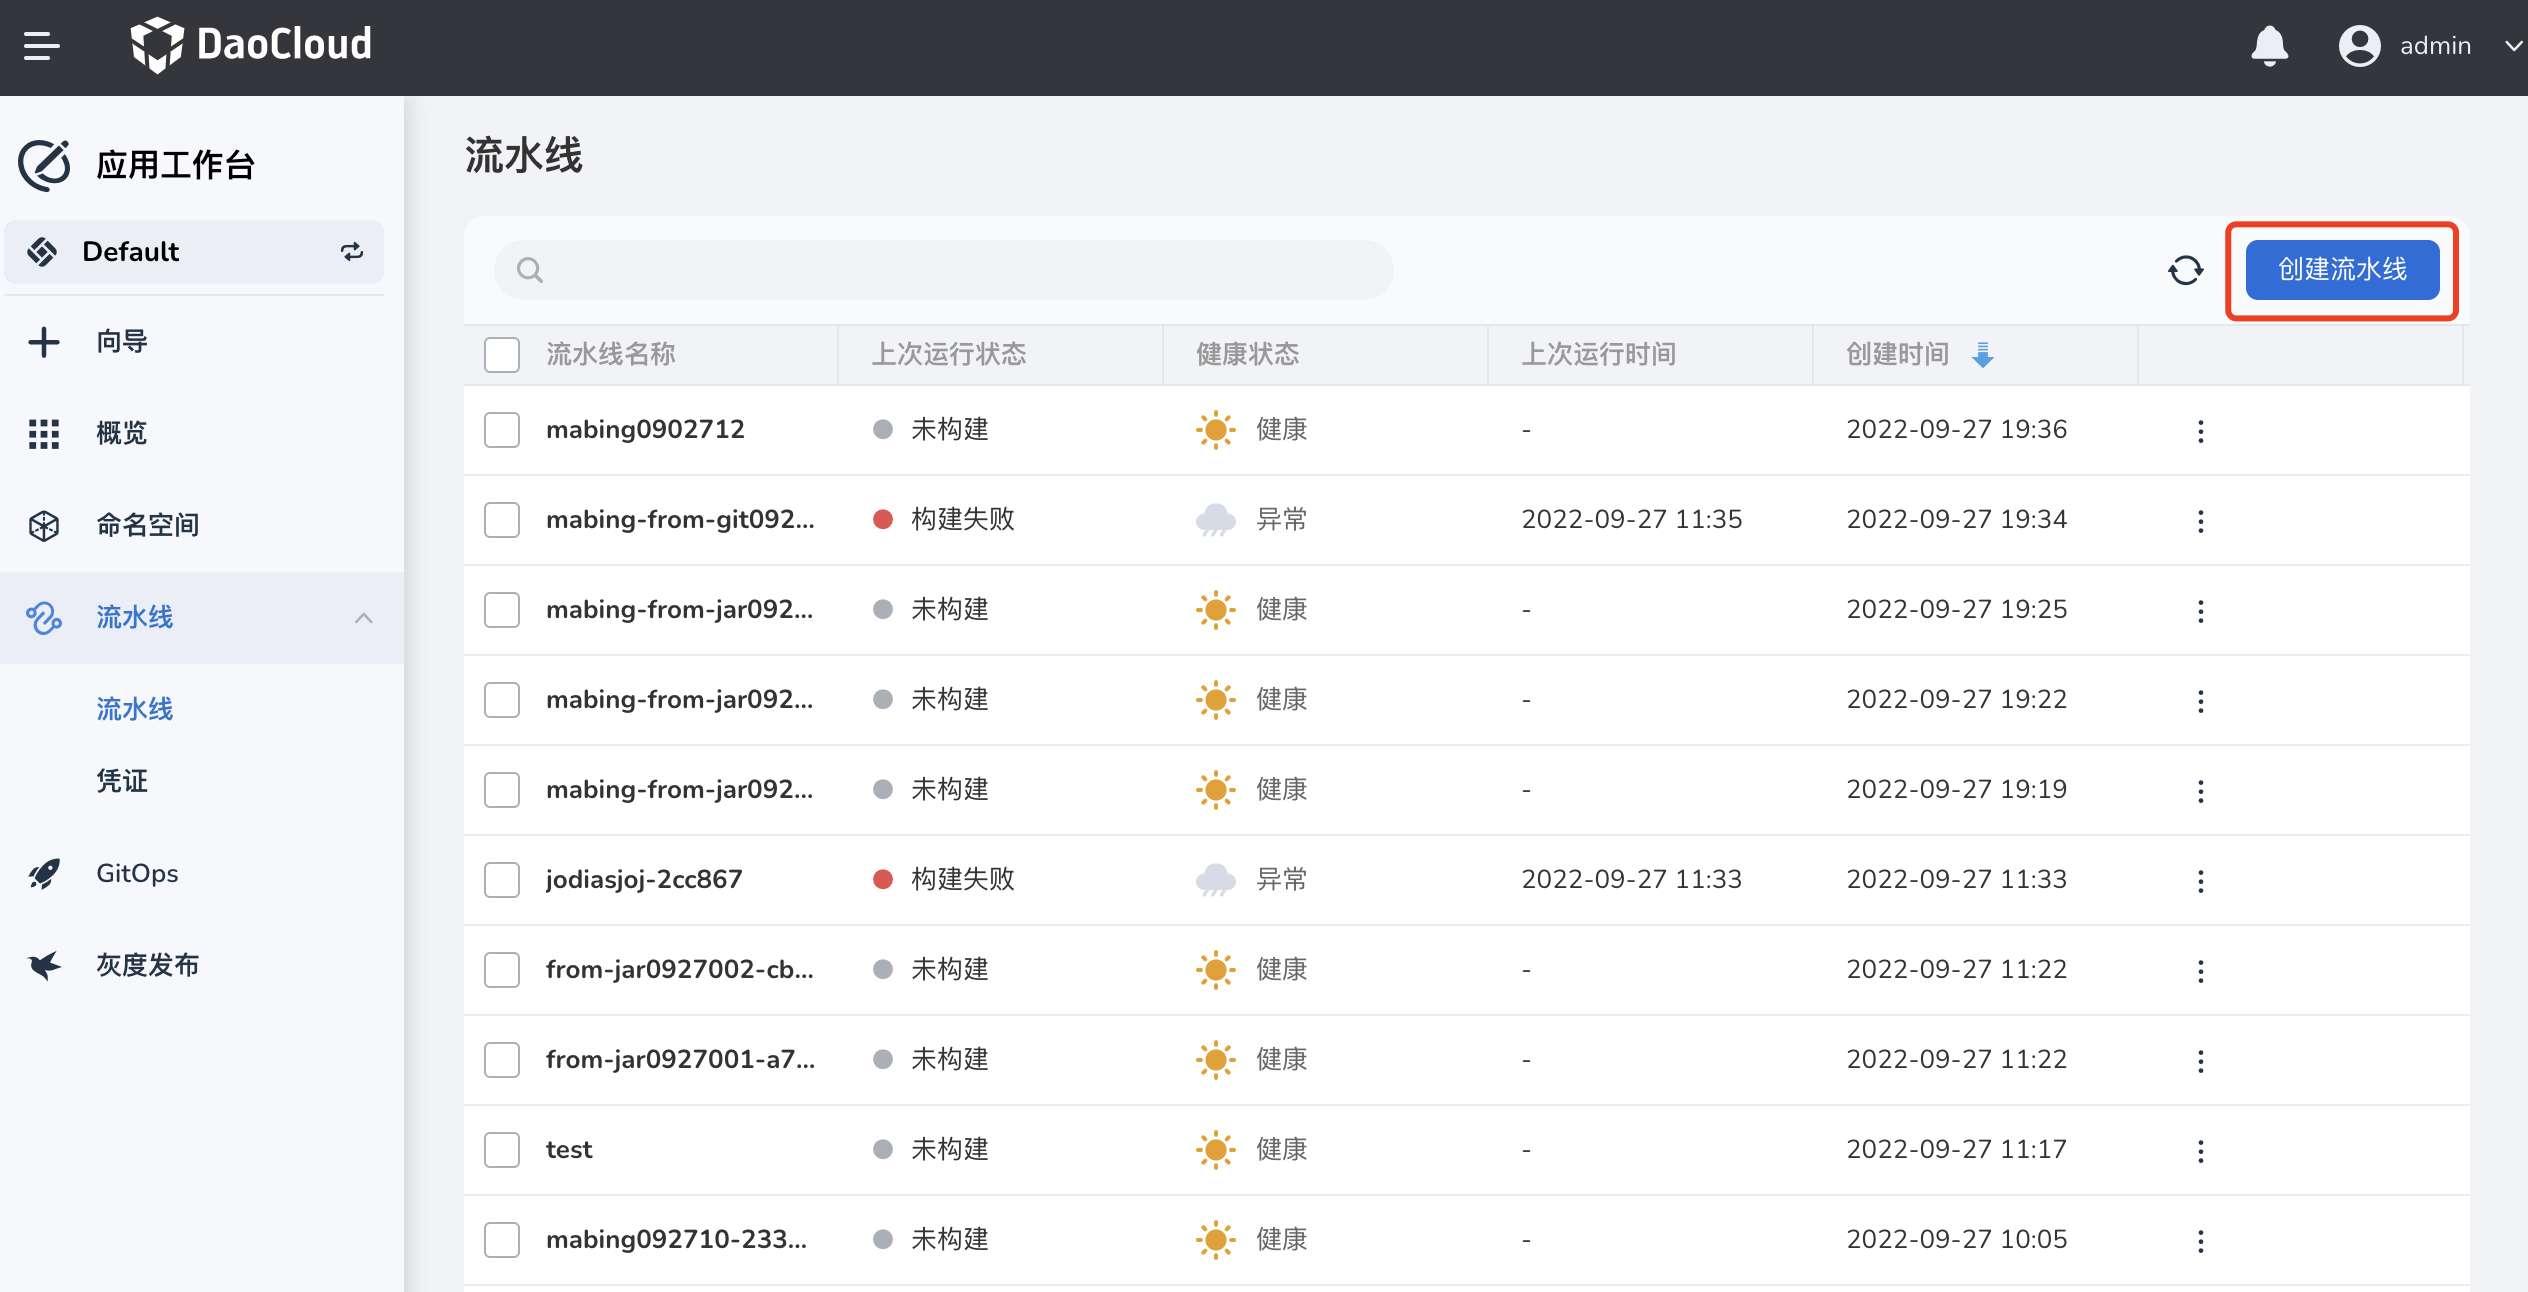 DaoCloud
admin
应用工作台
Default
向导
概览
命名空间
流水线
流水线
凭证
GitOps
灰度发布
流水线
创建流水线
流水线名称 上次运行状态 健康状态 上次运行时间 创建时间
mabing0902712 未构建 健康 - 2022-09-27 19:36
mabing-from-git092... 构建失败 异常 2022-09-27 11:35 2022-09-27 19:34
mabing-from-jar092... 未构建 健康 - 2022-09-27 19:25
mabing-from-jar092... 未构建 健康 - 2022-09-27 19:22
mabing-from-jar092... 未构建 健康 - 2022-09-27 19:19
jodiasjoj-2cc867 构建失败 异常 2022-09-27 11:33 2022-09-27 11:33
from-jar0927002-cb... 未构建 健康 - 2022-09-27 11:22
from-jar0927001-a7... 未构建 健康 - 2022-09-27 11:22
test 未构建 健康 - 2022-09-27 11:17
mabing092710-233... 未构建 健康 - 2022-09-27 10:05